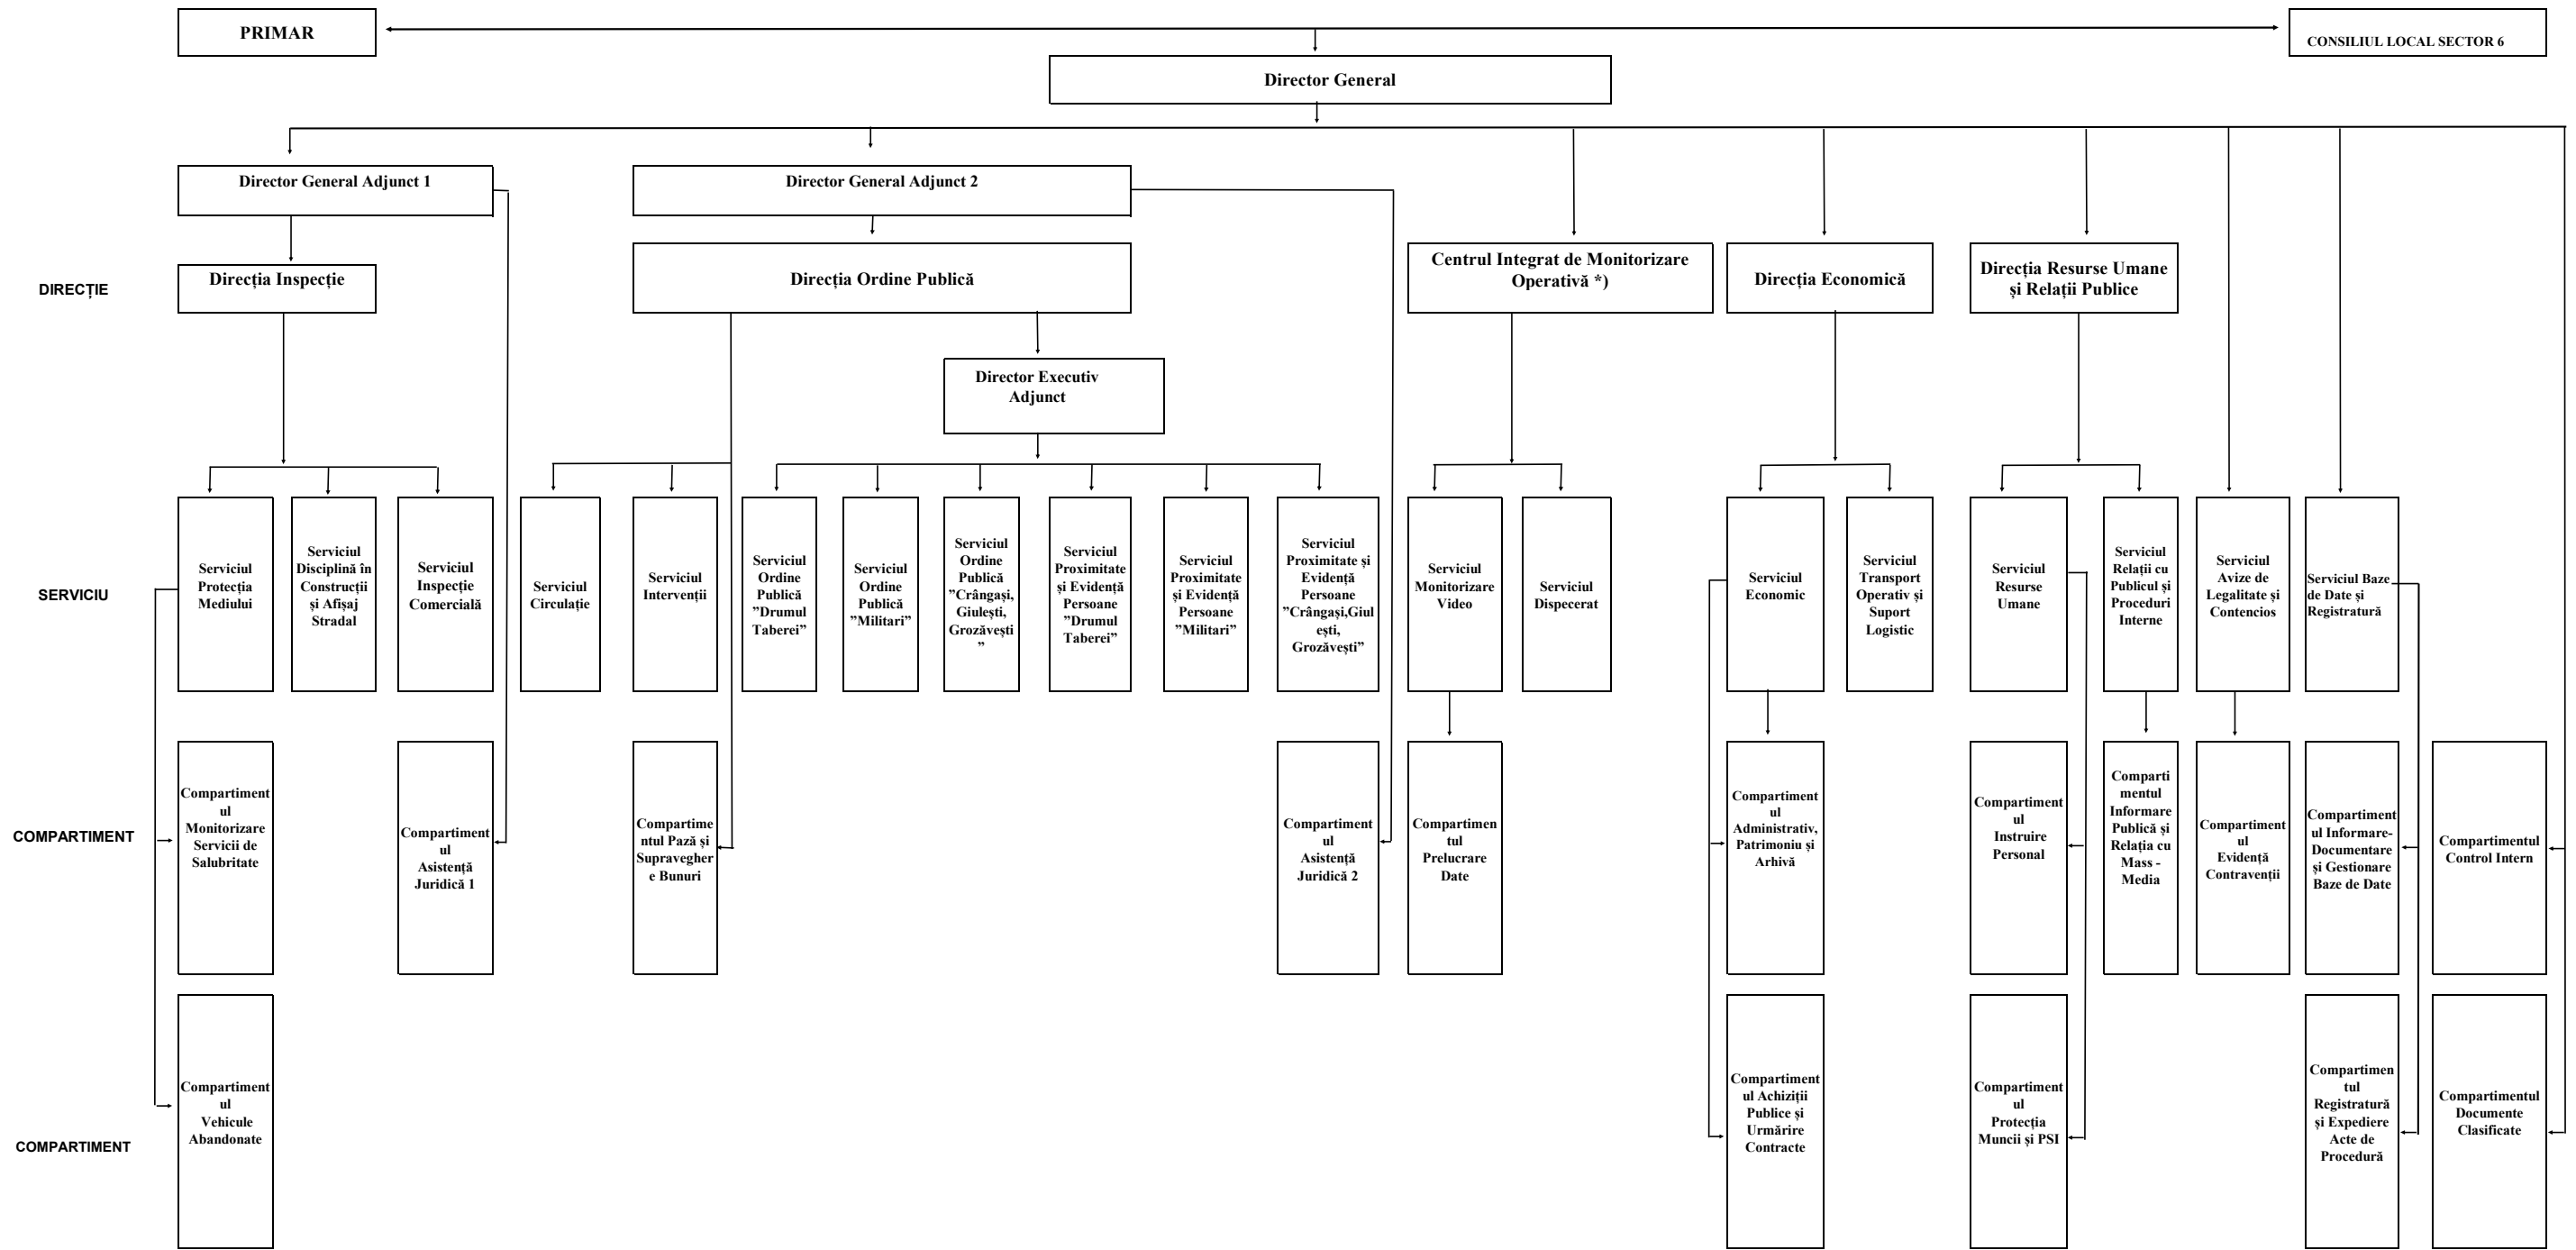 PRIMAR
CONSILIUL LOCAL SECTOR 6
Director General
Director General Adjunct 1
Director General Adjunct 2
DIRECȚIE
Direcția Inspecție
Direcția Ordine Publică
Centrul Integrat de Monitorizare
Operativă *)
Direcția Economică
Direcția Resurse Umane
și Relații Publice
Director Executiv
Adjunct
SERVICIU
Serviciul
Protecția
Mediului
Serviciul
Disciplină în
Construcții
și Afișaj
Stradal
Serviciul
Inspecție
Comercială
Serviciul
Circulație
Serviciul
Intervenții
Serviciul
Ordine
Publică
”Drumul
Taberei”
Serviciul
Ordine
Publică
”Militari”
Serviciul
Ordine
Publică
”Crângași,
Giulești,
Grozăvești
”
Serviciul
Proximitate
și Evidență
Persoane
”Drumul
Taberei”
Serviciul
Proximitate
și Evidență
Persoane
”Militari”
Serviciul
Proximitate și
Evidență
Persoane
”Crângași,Giul
ești,
Grozăvești”
Serviciul
Monitorizare
Video
Serviciul
Dispecerat
Serviciul
Economic
Serviciul
Transport
Operativ și
Suport
Logistic
Serviciul
Resurse
Umane
Serviciul
Relații cu
Publicul și
Proceduri
Interne
Serviciul
Avize de
Legalitate și
Contencios
Serviciul Baze
de Date și
Registratură
COMPARTIMENT
Compartiment
ul
Monitorizare
Servicii de
Salubritate
Compartiment
ul
Asistență
Juridică 1
Compartime
ntul Pază și
Supravegher
e Bunuri
Compartiment
ul
Asistență
Juridică 2
Compartimen
tul
Prelucrare
Date
Compartiment
ul
Administrativ,
Patrimoniu și
Arhivă
Compartiment
ul
Instruire
Personal
Comparti
mentul
Informare
Publică și
Relația cu
Mass -
Media
Compartiment
ul
Evidență
Contravenții
Compartiment
ul Informare-
Documentare
și Gestionare
Baze de Date
Compartimentul
Control Intern
COMPARTIMENT
Compartiment
ul
Vehicule
Abandonate
Compartiment
ul Achiziții
Publice și
Urmărire
Contracte
Compartiment
ul
Protecția
Muncii și PSI
Compartimen
tul
Registratură
și Expediere
Acte de
Procedură
Compartimentul
Documente
Clasificate